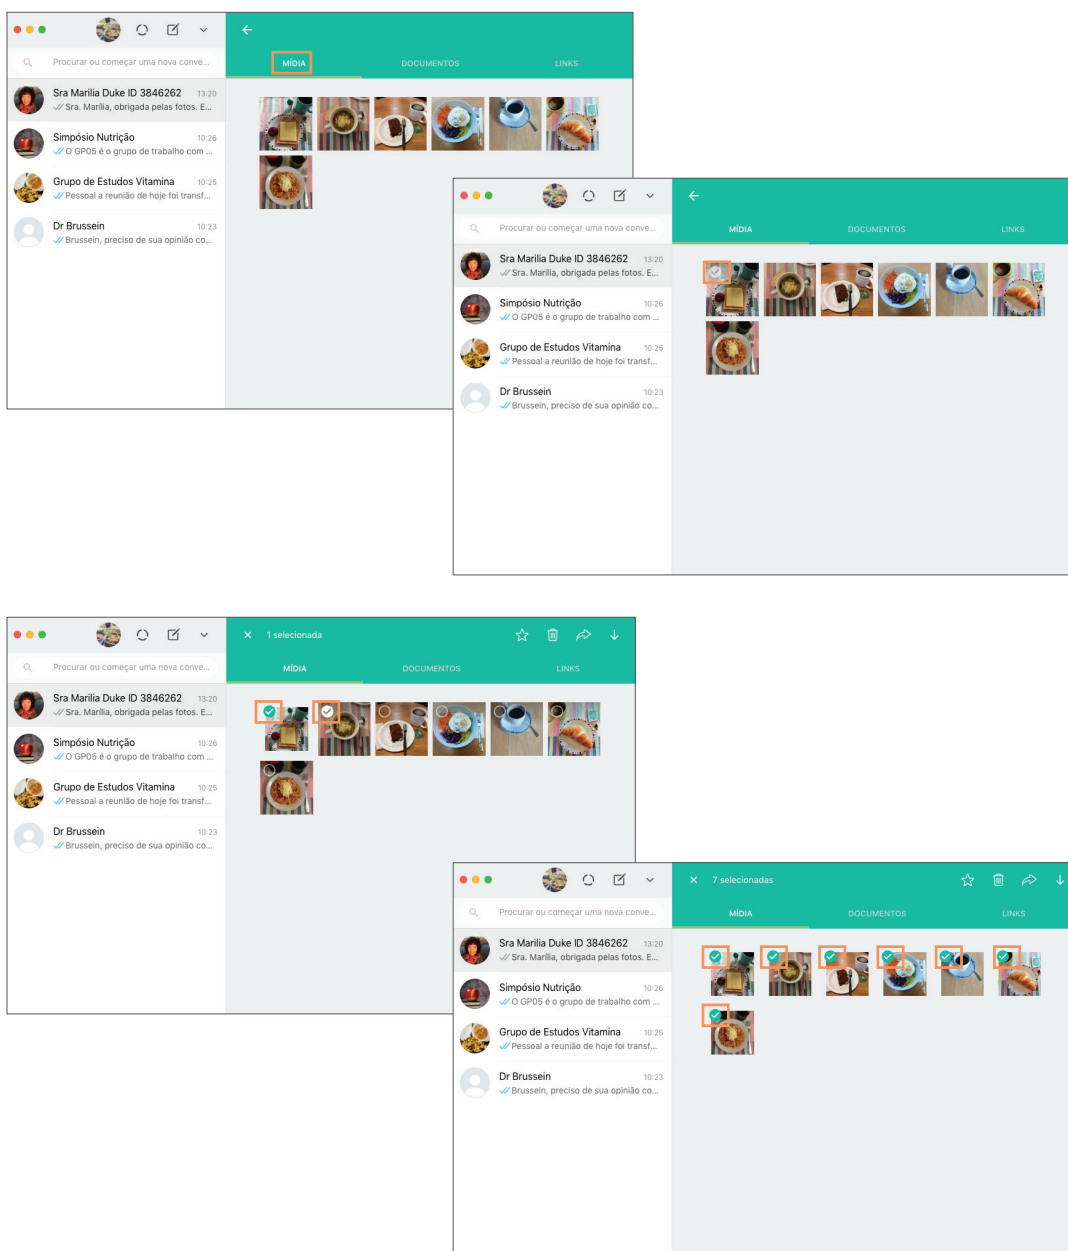 Procurar ou começar uma nova conve...
MÍDIA
DOCUMENTOS
LINKS
Sra Marilia Duke ID 3846262 13:20
Sra. Marília, obrigada pelas fotos. E...
Simpósio Nutrição 10:26
O GP05 é o grupo de trabalho com ...
Grupo de Estudos Vitamina 10:25
Pessoal a reunião de hoje foi transf...
Dr Brussein 10:23
Brussein, preciso de sua opinião co...
Procurar ou começar uma nova conve...
MÍDIA
DOCUMENTOS
LINKS
Sra Marilia Duke ID 3846262 13:20
Sra. Marília, obrigada pelas fotos. E...
Simpósio Nutrição 10:26
O GP05 é o grupo de trabalho com ...
Grupo de Estudos Vitamina 10:25
Pessoal a reunião de hoje foi transf...
Dr Brussein 10:23
Brussein, preciso de sua opinião co...
1 selecionada
Procurar ou começar uma nova conve...
MÍDIA
DOCUMENTOS
LINKS
Sra Marilia Duke ID 3846262 13:20
Sra. Marília, obrigada pelas fotos. E...
Simpósio Nutrição 10:26
O GP05 é o grupo de trabalho com ...
Grupo de Estudos Vitamina 10:25
Pessoal a reunião de hoje foi transf...
Dr Brussein 10:23
Brussein, preciso de sua opinião co...
7 selecionadas
Procurar ou começar uma nova conve...
MÍDIA
DOCUMENTOS
LINKS
Sra Marilia Duke ID 3846262 13:20
Sra. Marília, obrigada pelas fotos. E...
Simpósio Nutrição 10:26
O GP05 é o grupo de trabalho com ...
Grupo de Estudos Vitamina 10:25
Pessoal a reunião de hoje foi transf...
Dr Brussein 10:23
Brussein, preciso de sua opinião co...